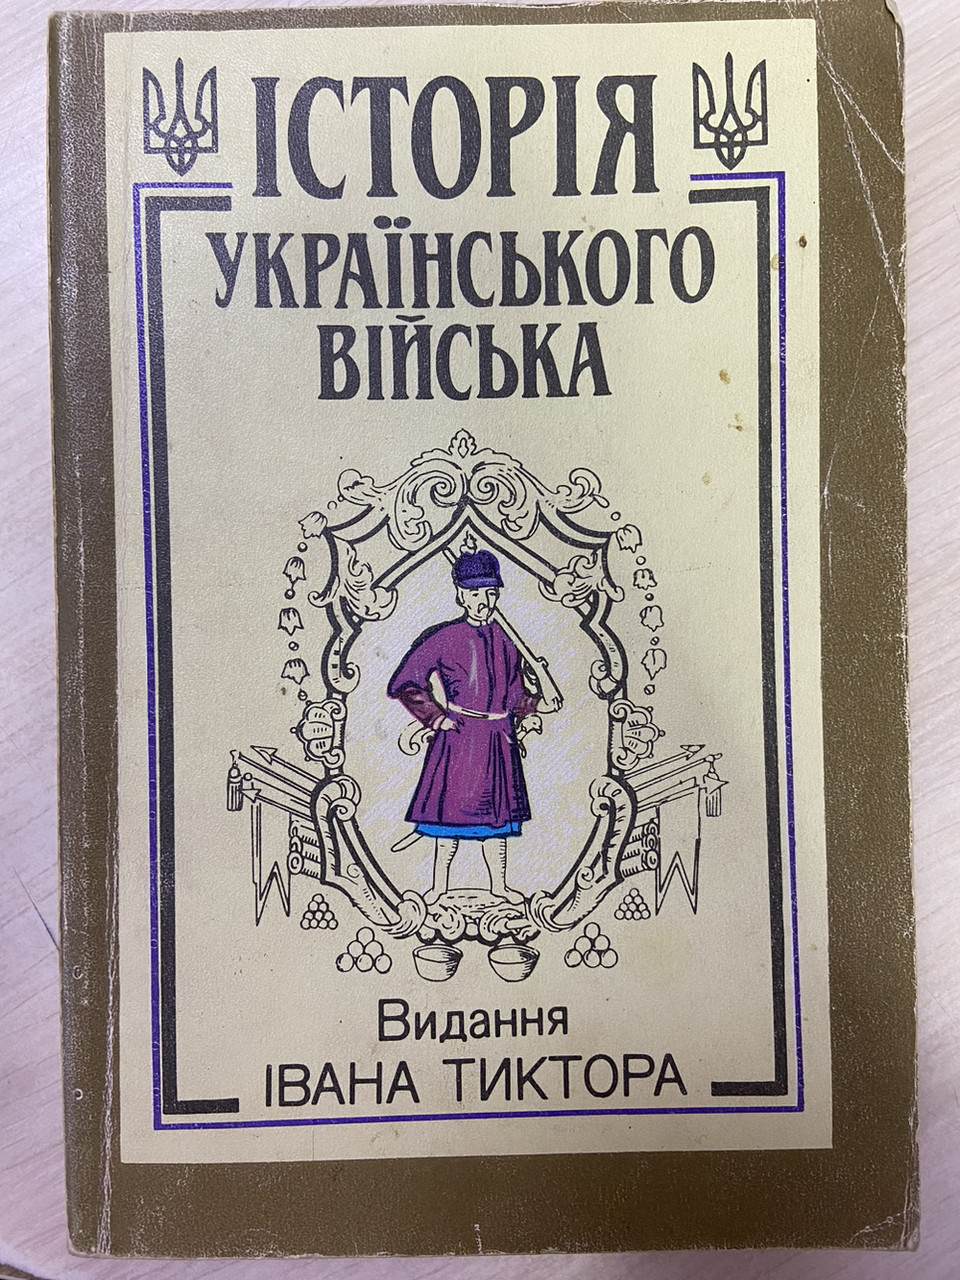 ІСТОРІЯ
УКРАЇНСЬКОГО
ВІЙСЬКА
Видання
ІВАНА ТИКТОРА